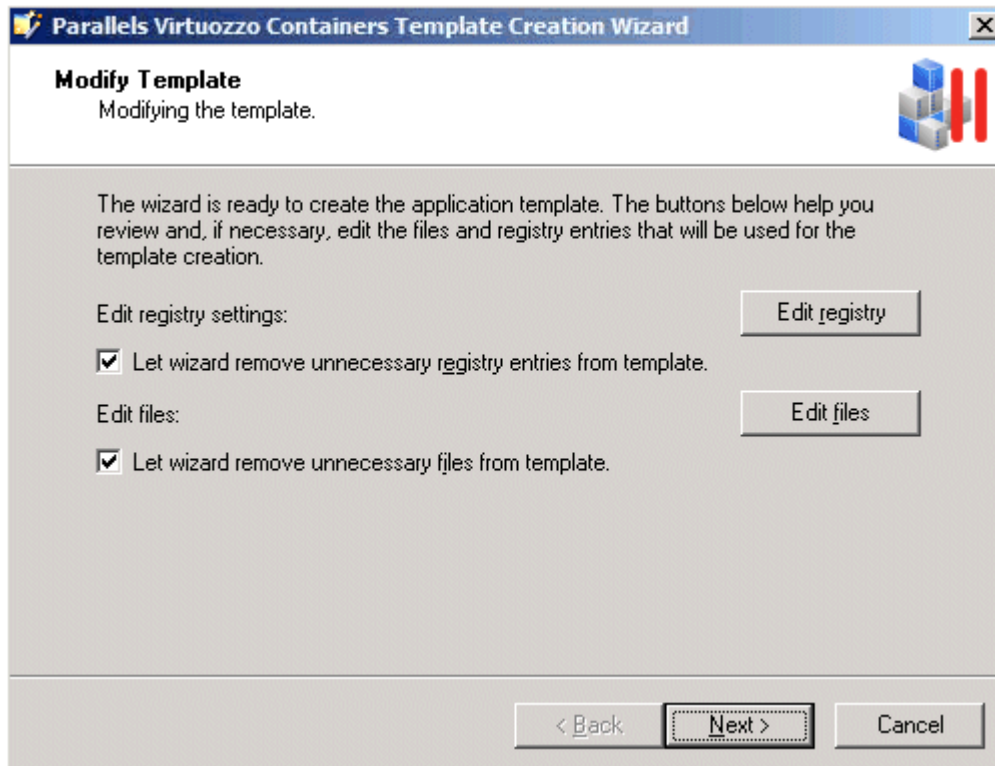 Parallels Virtuozzo Containers Template Creation Wizard
Modify Template
Modifying the template.
The wizard is ready to create the application template. The buttons below help you
review and, if necessary, edit the files and registry entries that will be used for the
template creation.
Edit registry settings:
Edit registry
Let wizard remove unnecessary registry entries from template.
Edit files:
Edit files
Let wizard remove unnecessary files from template.
< Back
Next >
Cancel